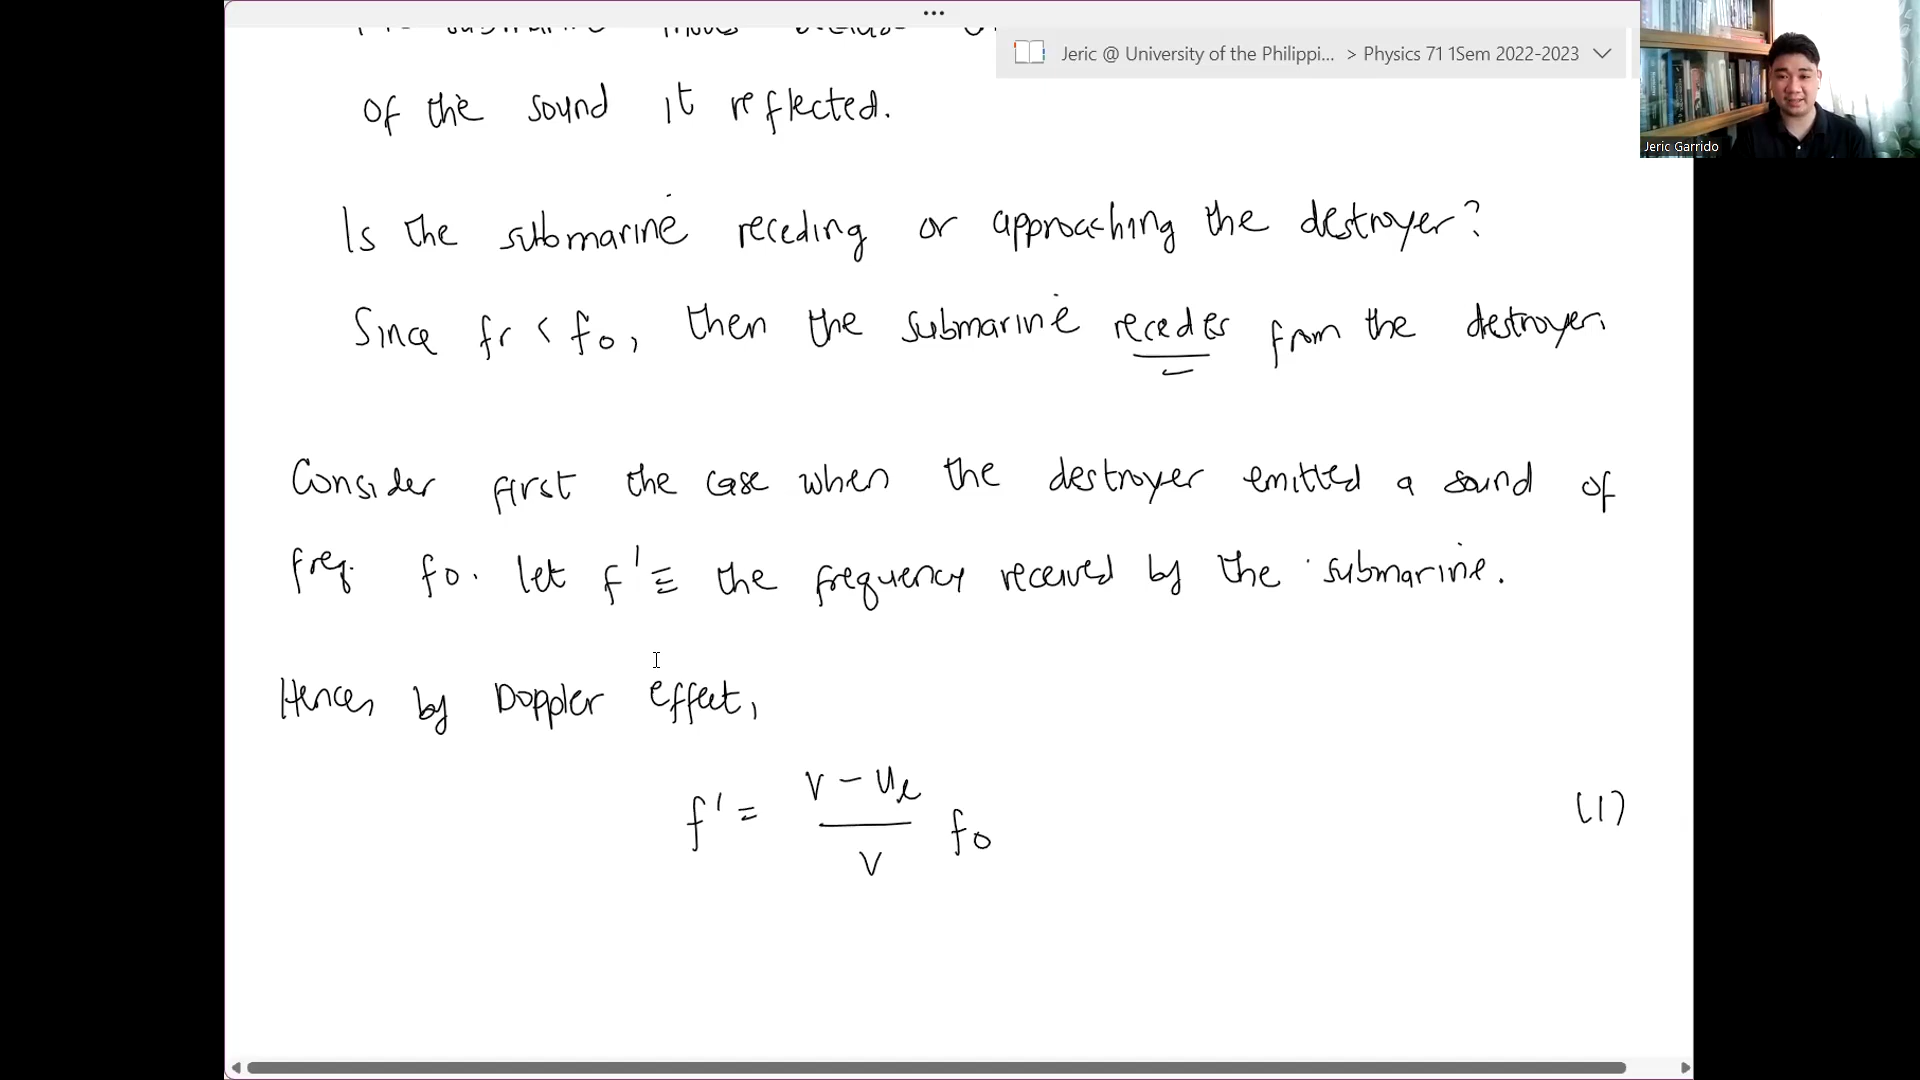 Jeric @ University of the Philippi... > Physics 71 1Sem 2022-2023
Jeric Garrido
of the sound it reflected.
Is the submarine receding or approaching the destroyer?
Since fr < fo, then the submarine recedes from the destroyer.
Consider first the case when the destroyer emitted a sound of
freq. fo. let f' ≡ the frequency received by the submarine.
Hence, by Doppler effect,
f' = (v - uℓ)/v fo (1)